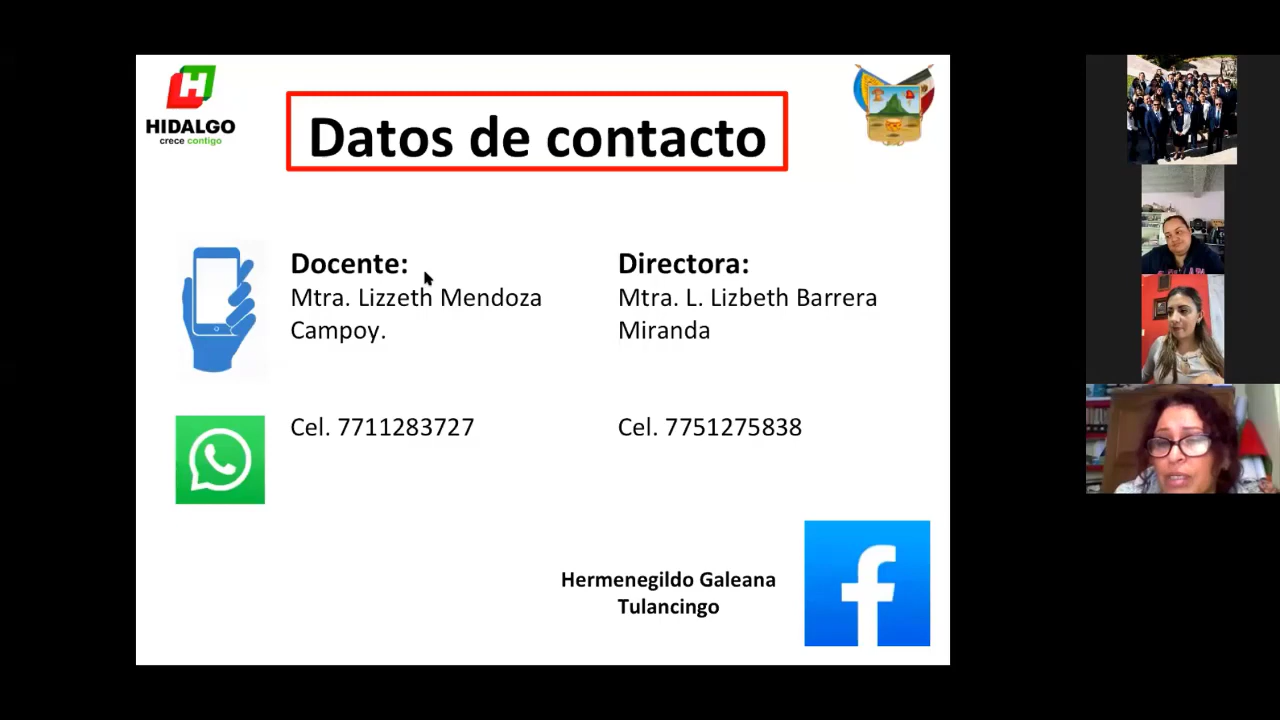 HIDALGO
crece contigo
Datos de contacto
Docente:
Mtra. Lizzeth Mendoza
Campoy.
Cel. 7711283727
Directora:
Mtra. L. Lizbeth Barrera
Miranda
Cel. 7751275838
Hermenegildo Galeana
Tulancingo